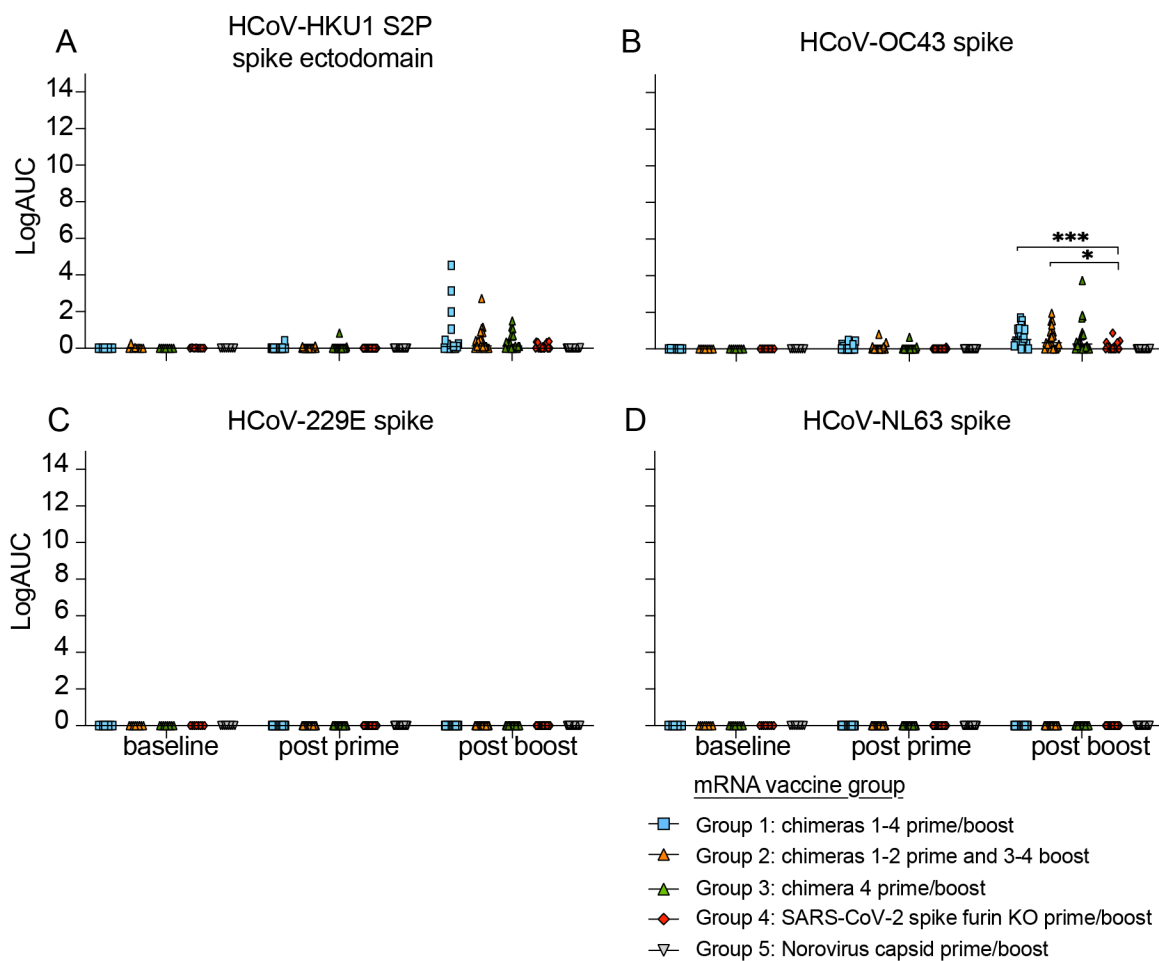 A
HCoV-HKU1 S2P
spike ectodomain
B
HCoV-OC43 spike
LogAUC
14
12
10
8
6
4
2
0
***
*
C
HCoV-229E spike
D
HCoV-NL63 spike
LogAUC
14
12
10
8
6
4
2
0
baseline
post prime
post boost
baseline
post prime
post boost
mRNA vaccine group
Group 1: chimeras 1-4 prime/boost
Group 2: chimeras 1-2 prime and 3-4 boost
Group 3: chimera 4 prime/boost
Group 4: SARS-CoV-2 spike furin KO prime/boost
Group 5: Norovirus capsid prime/boost